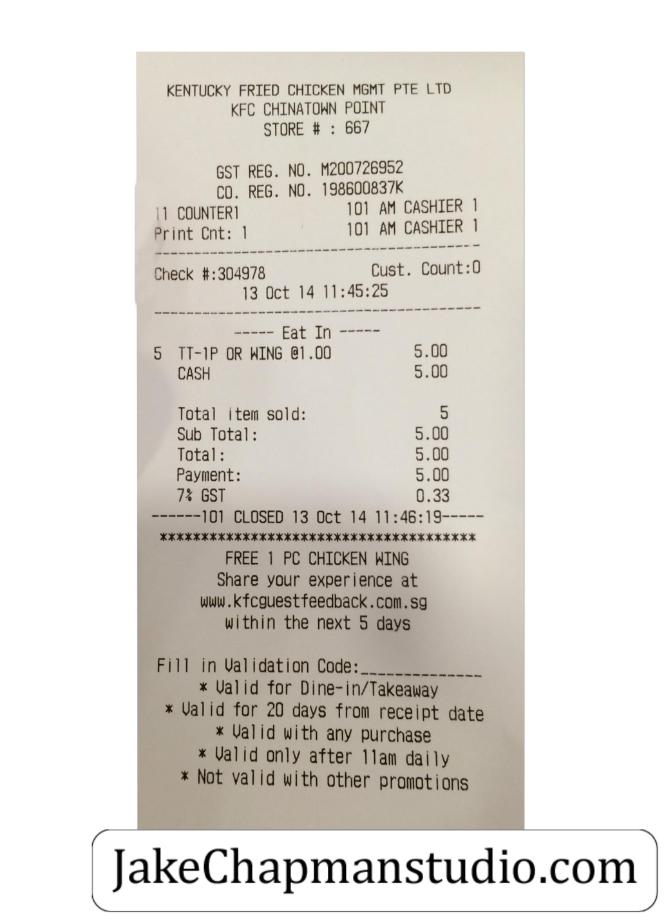 KENTUCKY FRIED CHICKEN MGMT PTE LTD
KFC CHINATOWN POINT
STORE # : 667
GST REG. NO. M200726952
CO. REG. NO. 198600837K
11 COUNTER1 101 AM CASHIER 1
Print Cnt: 1 101 AM CASHIER 1
----------------------------------------
Check #:304978 Cust. Count:0
13 Oct 14 11:45:25
----------------------------------------
----- Eat In -----
5 TT-1P OR WING @1.00 5.00
CASH 5.00
Total item sold: 5
Sub Total: 5.00
Total: 5.00
Payment: 5.00
7% GST 0.33
------101 CLOSED 13 Oct 14 11:46:19-----
***************************************
FREE 1 PC CHICKEN WING
Share your experience at
www.kfcguestfeedback.com.sg
within the next 5 days
Fill in Validation Code:_______________
* Valid for Dine-in/Takeaway
* Valid for 20 days from receipt date
* Valid with any purchase
* Valid only after 11am daily
* Not valid with other promotions
JakeChapmanstudio.com